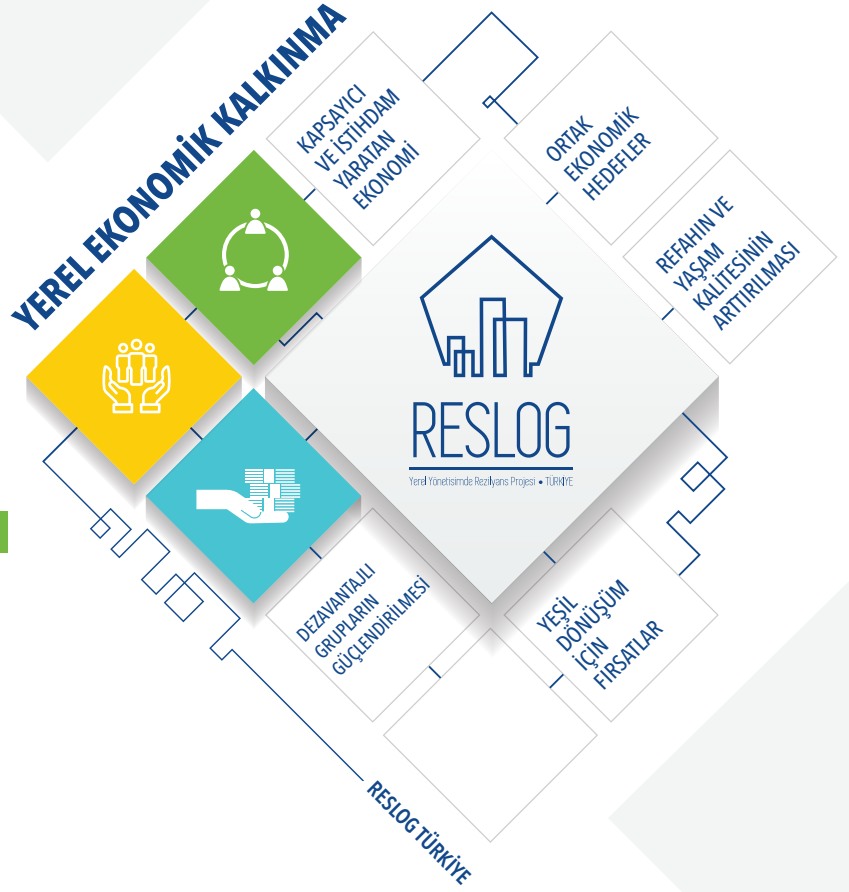 YEREL EKONOMİK KALKINMA
KAPSAYICI
VE İSTİHDAM
YARATAN
EKONOMİ
ORTAK
EKONOMİK
HEDEFLER
REFAHIN VE
YAŞAM
KALİTESİNİN
ARTTIRILMASI
RESLOG
Yerel Yönetisimde Rezilyans Projesi • TÜRKİYE
DEZAVANTAJLI
GRUPLARIN
GÜÇLENDİRİLMESİ
YEŞİL
DÖNÜŞÜM
İÇİN
FIRSATLAR
RESLOG TÜRKİYE